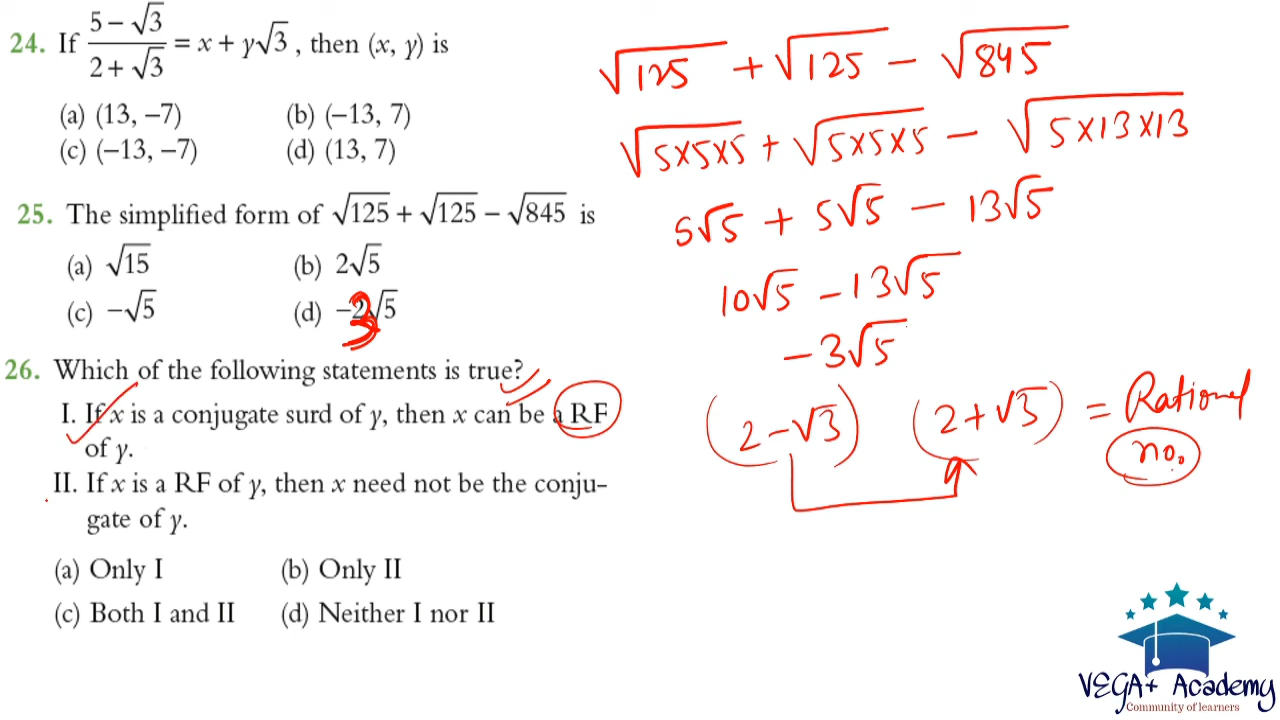 24. If (5 − √3)/(2 + √3) = x + y√3, then (x, y) is
(a) (13, −7) (b) (−13, 7)
(c) (−13, −7) (d) (13, 7)
25. The simplified form of √125 + √125 − √845 is
(a) √15 (b) 2√5
(c) −√5 (d) −3√5
26. Which of the following statements is true?
I. If x is a conjugate surd of y, then x can be a RF
of y.
II. If x is a RF of y, then x need not be the conju-
gate of y.
(a) Only I (b) Only II
(c) Both I and II (d) Neither I nor II
√125 + √125 − √845
√5×5×5 + √5×5×5 − √5×13×13
5√5 + 5√5 − 13√5
10√5 − 13√5
−3√5
(2−√3) (2+√3) = Rational
no.
VEGA+ Academy
Community of learners